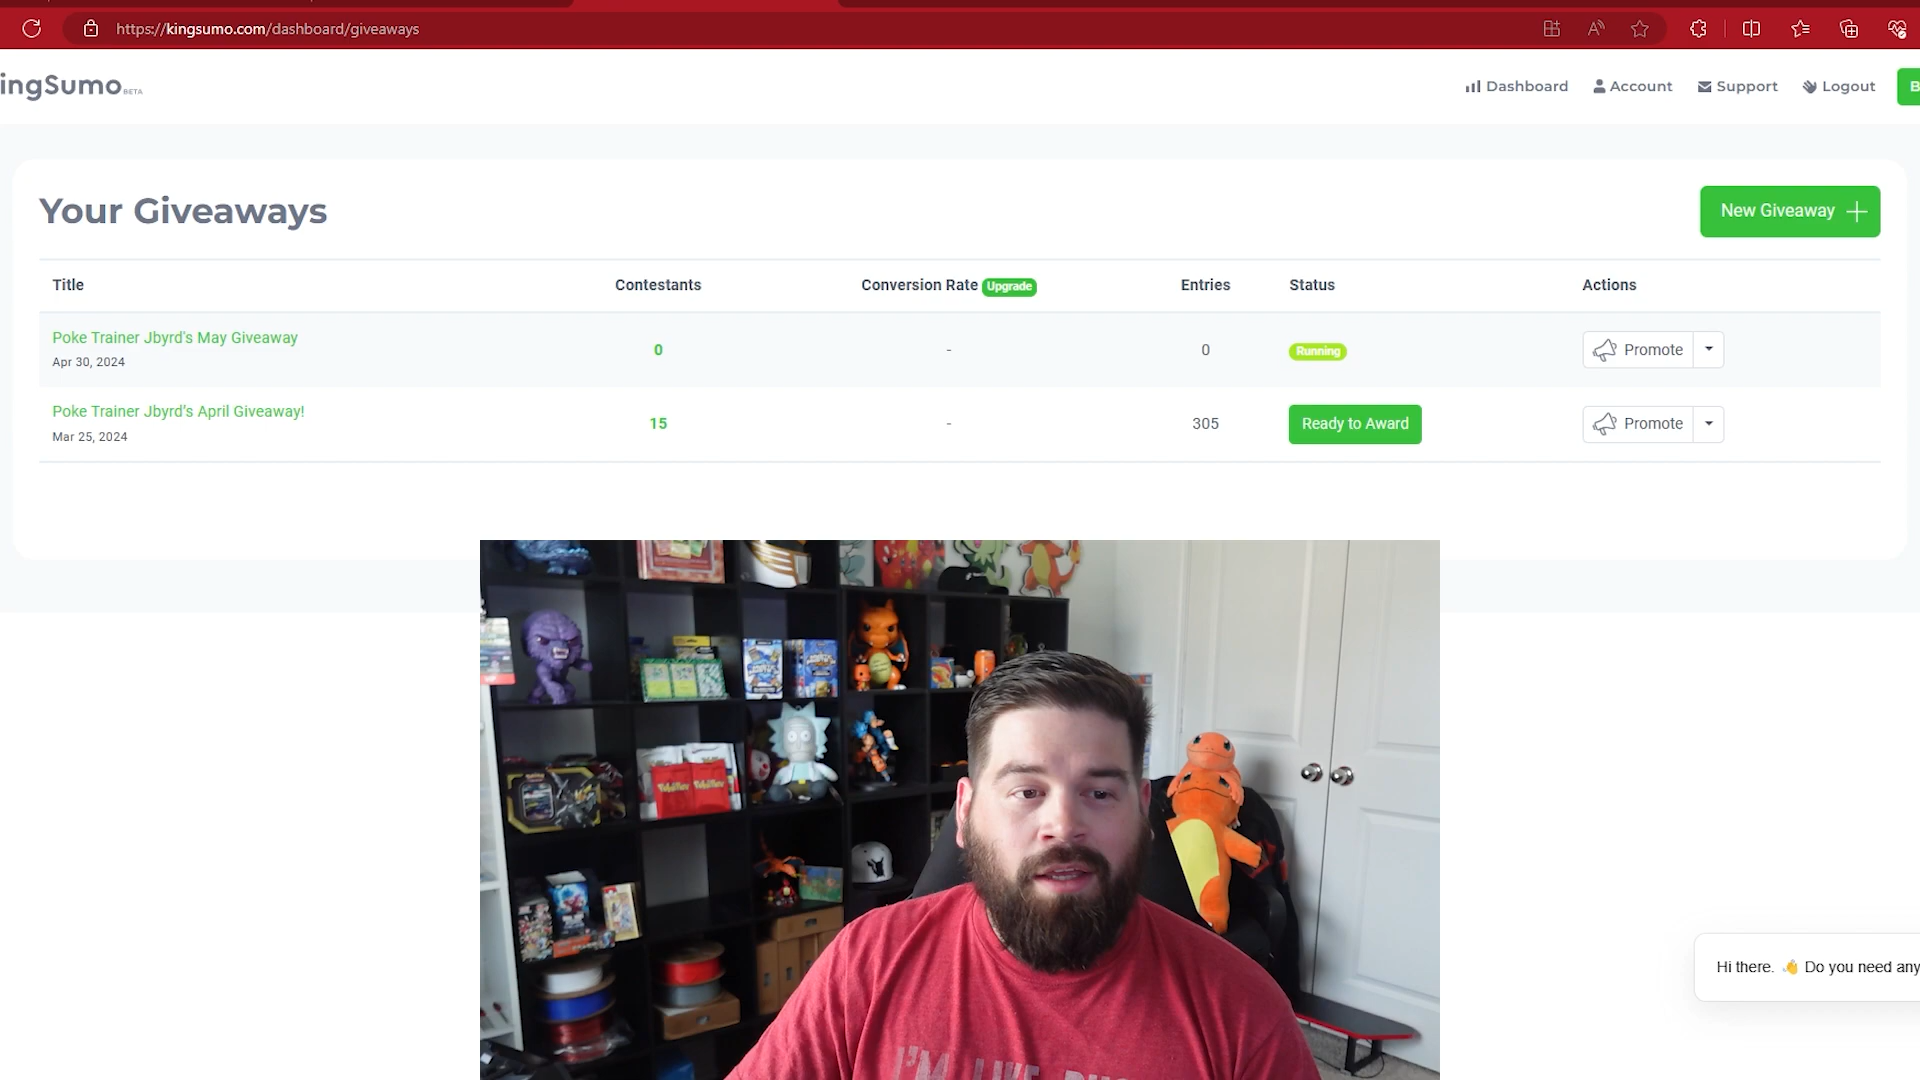 https://kingsumo.com/dashboard/giveaways
ingSumo BETA
Dashboard Account Support Logout B
Your Giveaways
New Giveaway
Title Contestants Conversion Rate Upgrade Entries Status Actions
Poke Trainer Jbyrd's May Giveaway
Apr 30, 2024
0 - 0 Running Promote
Poke Trainer Jbyrd's April Giveaway!
Mar 25, 2024
15 - 305 Ready to Award Promote
Hi there. 👋 Do you need any
I'M LIKE